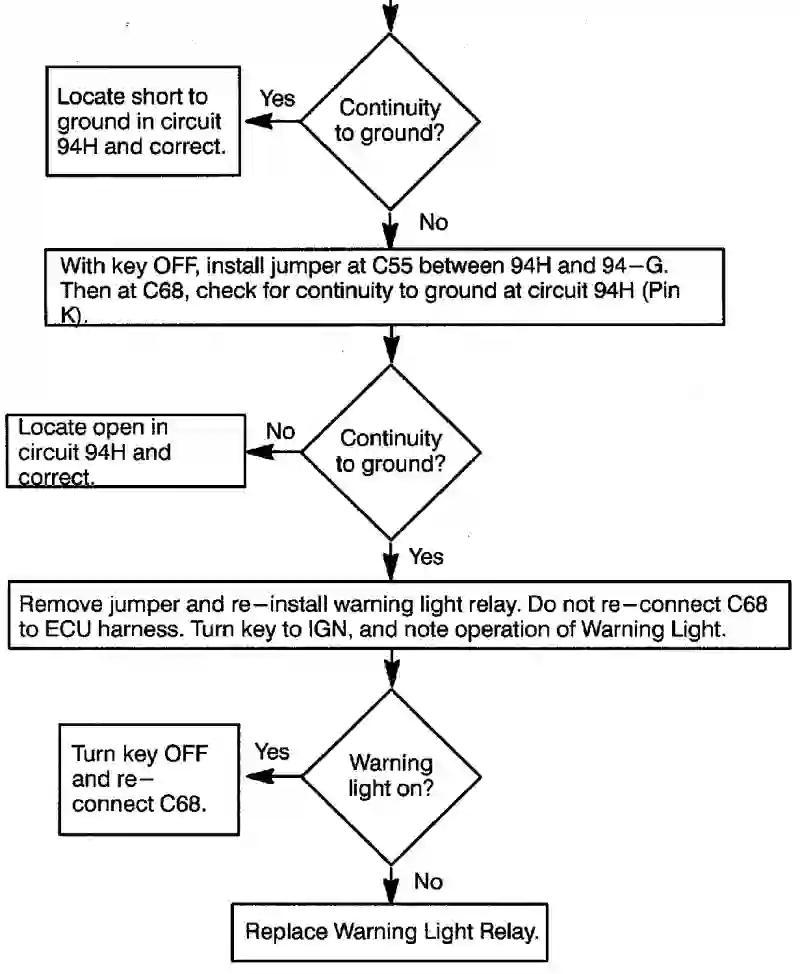 Continuity
to ground?
Yes
Locate short to
ground in circuit
94H and correct.
No
With key OFF, install jumper at C55 between 94H and 94–G.
Then at C68, check for continuity to ground at circuit 94H (Pin
K).
Continuity
to ground?
No
Locate open in
circuit 94H and
correct.
Yes
Remove jumper and re–install warning light relay. Do not re–connect C68
to ECU harness. Turn key to IGN, and note operation of Warning Light.
Warning
light on?
Yes
Turn key OFF
and re–
connect C68.
No
Replace Warning Light Relay.